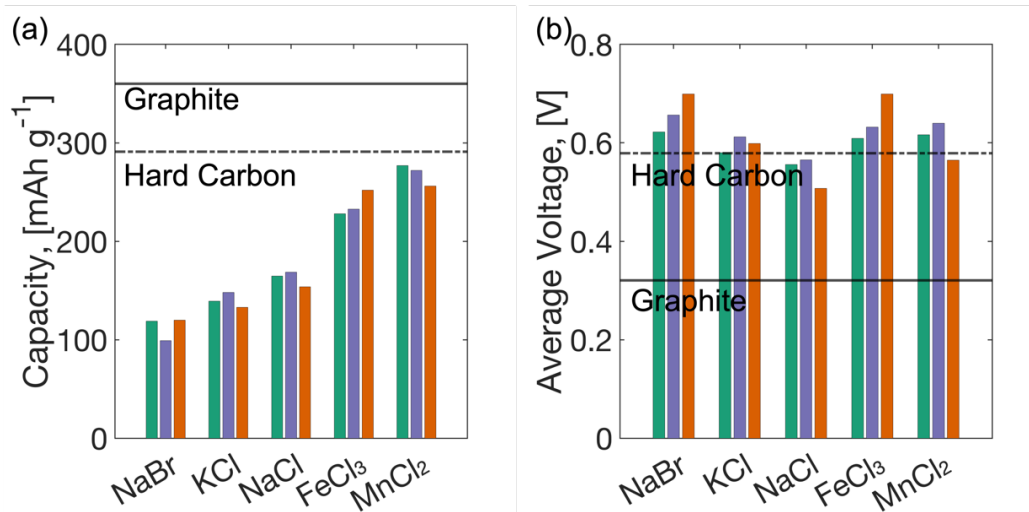 (a)
400
300
200
100
0
Capacity, [mAh g⁻¹]
Graphite
Hard Carbon
NaBr
KCl
NaCl
FeCl₃
MnCl₂
(b)
0.8
0.6
0.4
0.2
0
Average Voltage, [V]
Hard Carbon
Graphite
NaBr
KCl
NaCl
FeCl₃
MnCl₂